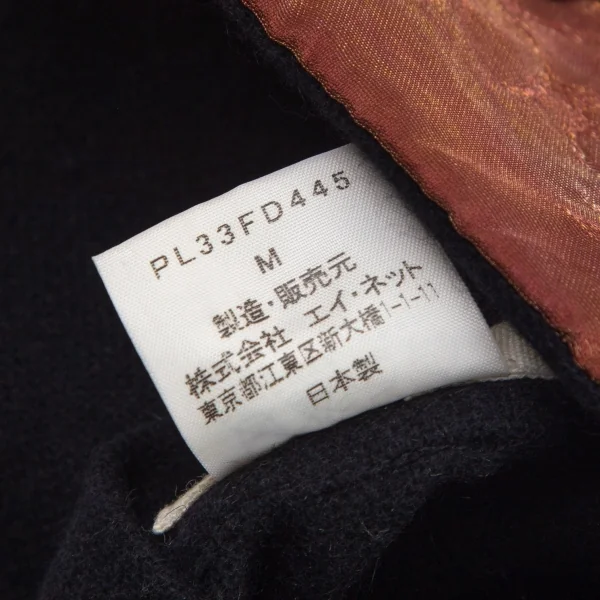 PL33FD445
M
製造・販売元
株式会社 エイ・ネット
東京都江東区新大橋1-1-11
日本製